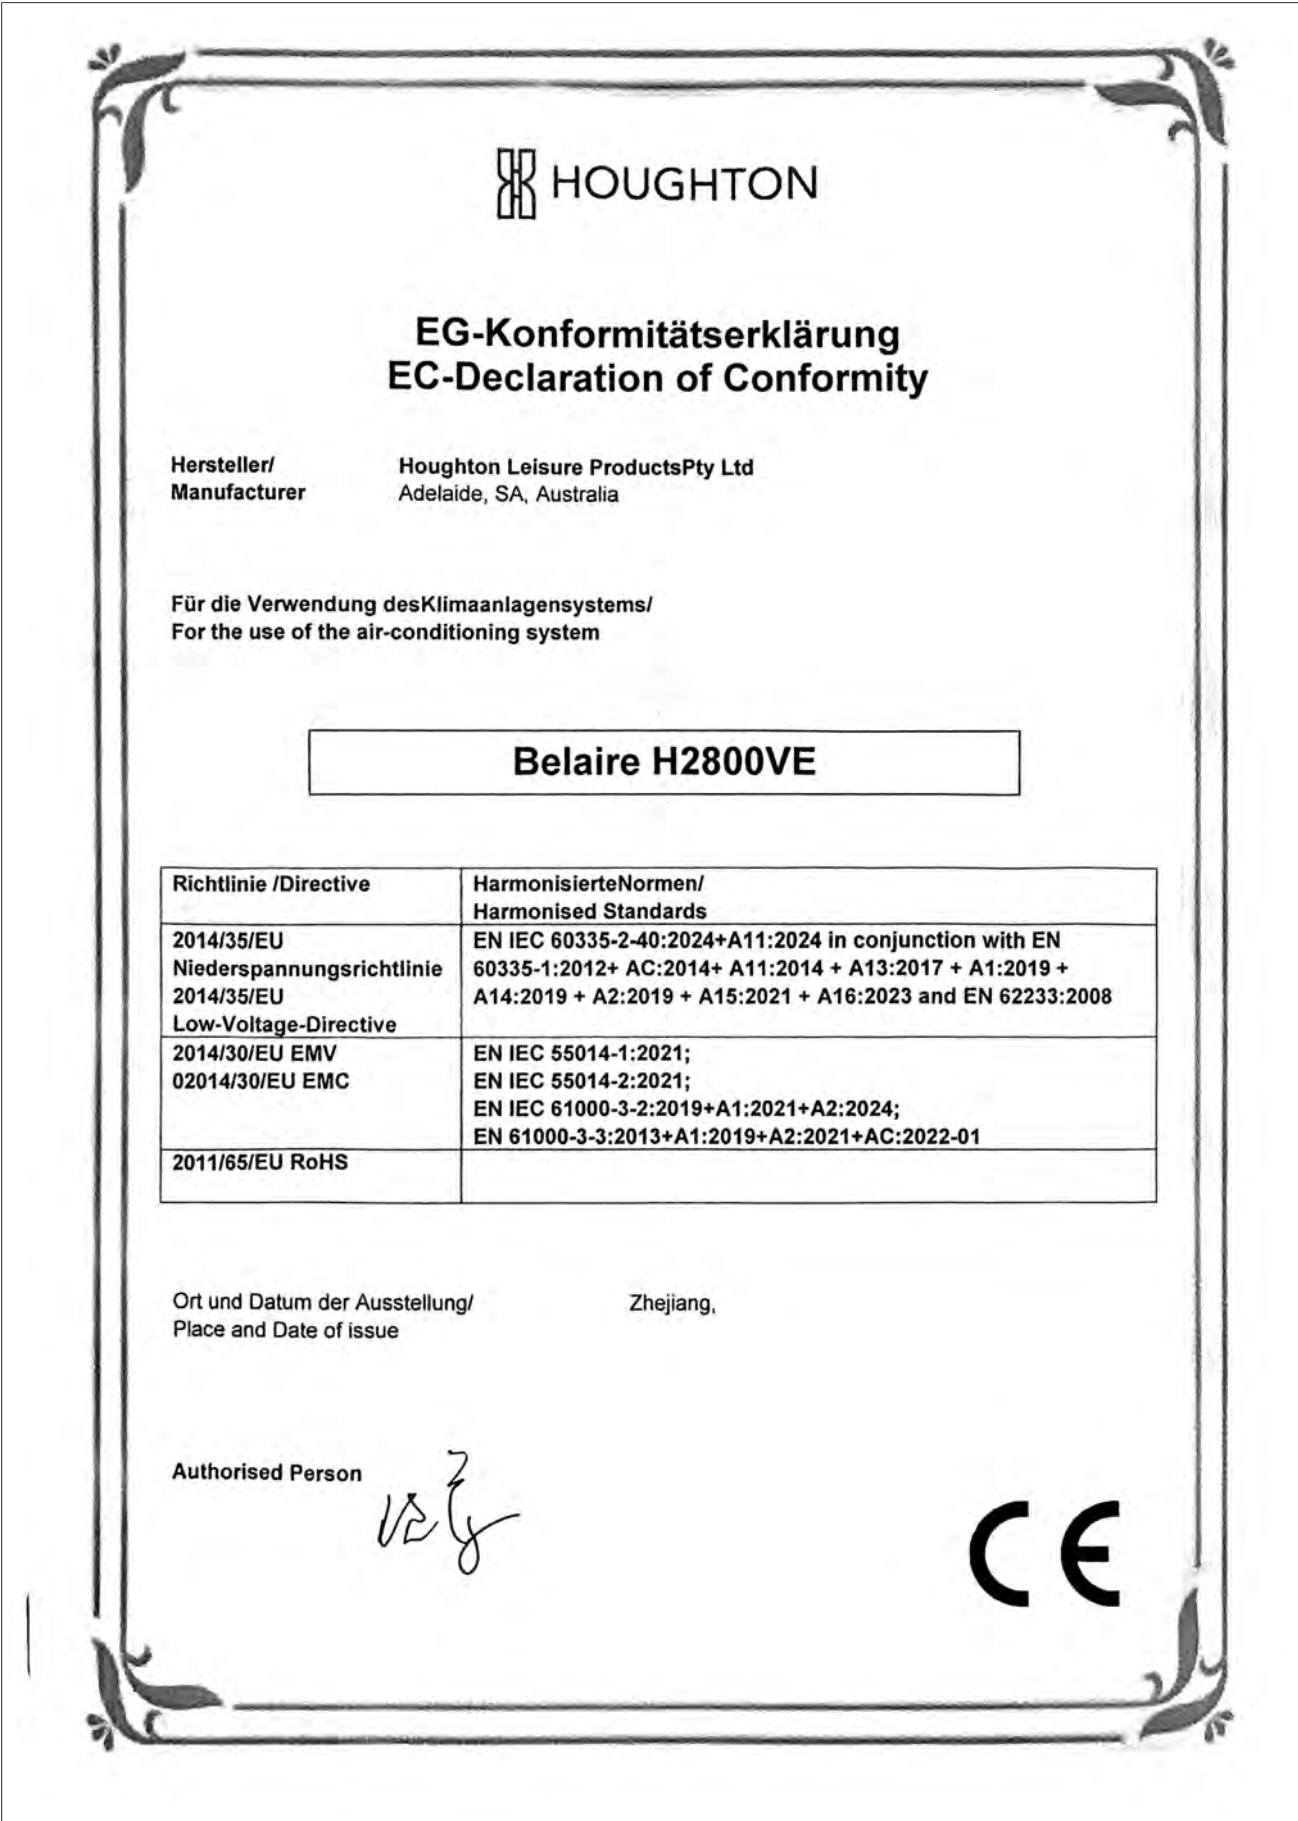 HOUGHTON
EG-Konformitätserklärung
EC-Declaration of Conformity
Hersteller/
Manufacturer
Houghton Leisure ProductsPty Ltd
Adelaide, SA, Australia
Für die Verwendung desKlimaanlagensystems/
For the use of the air-conditioning system
Belaire H2800VE
Richtlinie /Directive
HarmonisierteNormen/
Harmonised Standards
2014/35/EU
Niederspannungsrichtlinie
2014/35/EU
Low-Voltage-Directive
EN IEC 60335-2-40:2024+A11:2024 in conjunction with EN
60335-1:2012+ AC:2014+ A11:2014 + A13:2017 + A1:2019 +
A14:2019 + A2:2019 + A15:2021 + A16:2023 and EN 62233:2008
2014/30/EU EMV
02014/30/EU EMC
EN IEC 55014-1:2021;
EN IEC 55014-2:2021;
EN IEC 61000-3-2:2019+A1:2021+A2:2024;
EN 61000-3-3:2013+A1:2019+A2:2021+AC:2022-01
2011/65/EU RoHS
Ort und Datum der Ausstellung/
Place and Date of issue
Zhejiang,
Authorised Person
CE